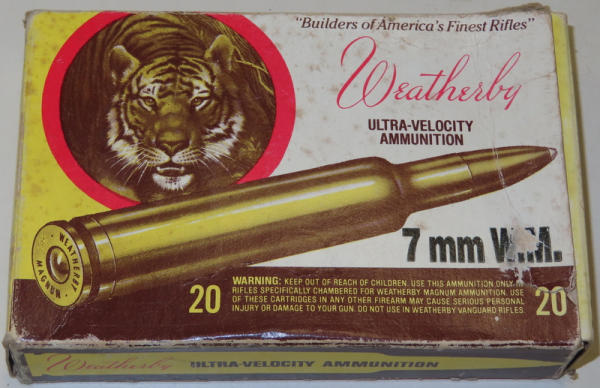 "Builders of America's Finest Rifles"
Weatherby
ULTRA-VELOCITY
AMMUNITION
7 mm W.M.
WEATHERBY
MAGNUM
20
WARNING: KEEP OUT OF REACH OF CHILDREN. USE THIS AMMUNITION ONLY IN
RIFLES SPECIFICALLY CHAMBERED FOR WEATHERBY MAGNUM AMMUNITION. USE
OF THESE CARTRIDGES IN ANY OTHER FIREARM MAY CAUSE SERIOUS PERSONAL
INJURY OR DAMAGE TO YOUR GUN. DO NOT USE IN WEATHERBY VANGUARD RIFLES.
20
Weatherby ULTRA-VELOCITY AMMUNITION